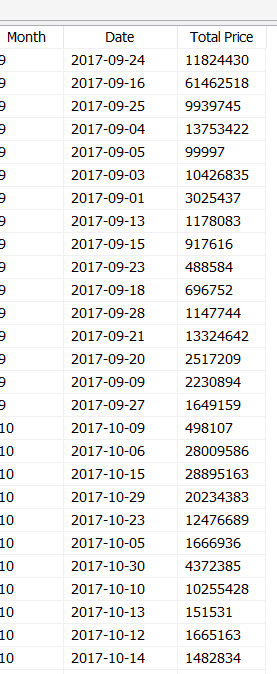 Month Date Total Price
9 2017-09-24 11824430
9 2017-09-16 61462518
9 2017-09-25 9939745
9 2017-09-04 13753422
9 2017-09-05 99997
9 2017-09-03 10426835
9 2017-09-01 3025437
9 2017-09-13 1178083
9 2017-09-15 917616
9 2017-09-23 488584
9 2017-09-18 696752
9 2017-09-28 1147744
9 2017-09-21 13324642
9 2017-09-20 2517209
9 2017-09-09 2230894
9 2017-09-27 1649159
10 2017-10-09 498107
10 2017-10-06 28009586
10 2017-10-15 28895163
10 2017-10-29 20234383
10 2017-10-23 12476689
10 2017-10-05 1666936
10 2017-10-30 4372385
10 2017-10-10 10255428
10 2017-10-13 151531
10 2017-10-12 1665163
10 2017-10-14 1482834